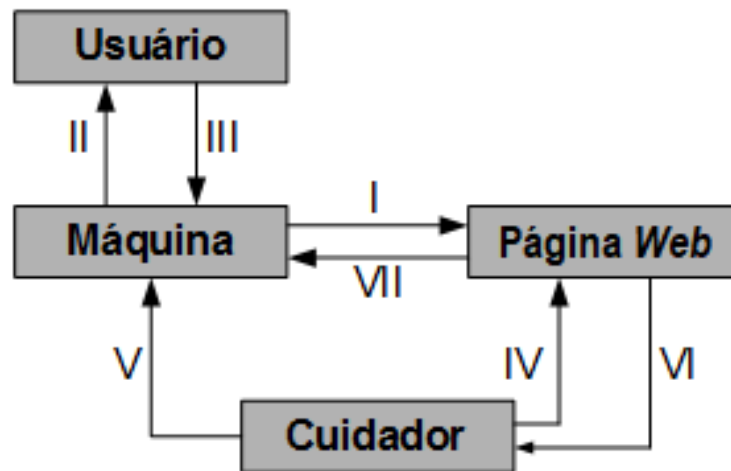 Usuário
II
III
Máquina
I
Página Web
VII
V
IV
VI
Cuidador